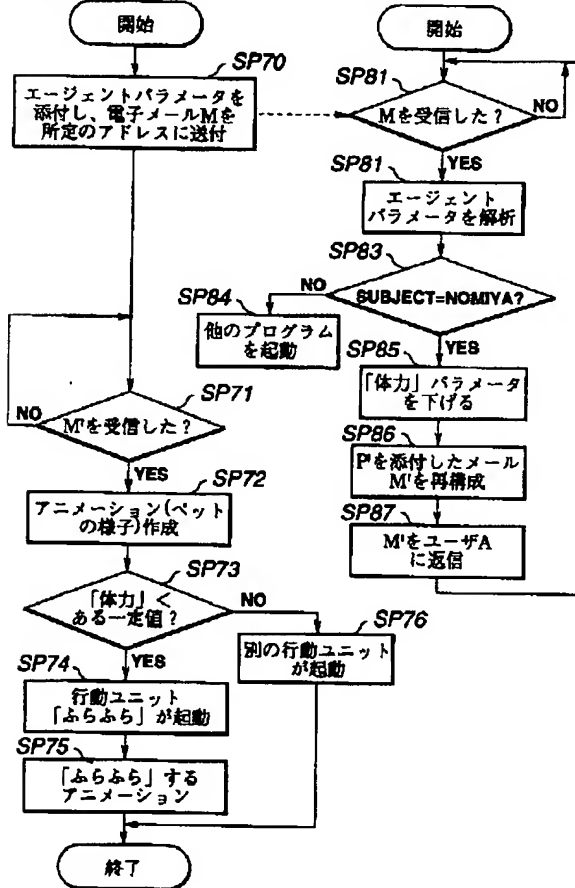 開始
SP70
エージェントパラメータを
添付し、電子メールMを
所定のアドレスに送付
SP71
M'を受信した?
NO
YES
SP72
アニメーション(ペット
の様子)作成
SP73
「体力」<
ある一定値?
NO
YES
SP76
別の行動ユニット
が起動
SP74
行動ユニット
「ふらふら」が起動
SP75
「ふらふら」する
アニメーション
終了
開始
SP81
Mを受信した?
NO
YES
SP81
エージェント
パラメータを解析
SP83
SUBJECT=NOMIYA?
NO
YES
SP84
他のプログラム
を起動
SP85
「体力」パラメータ
を下げる
SP86
P'を添付したメール
M'を再構成
SP87
M'をユーザA
に返信